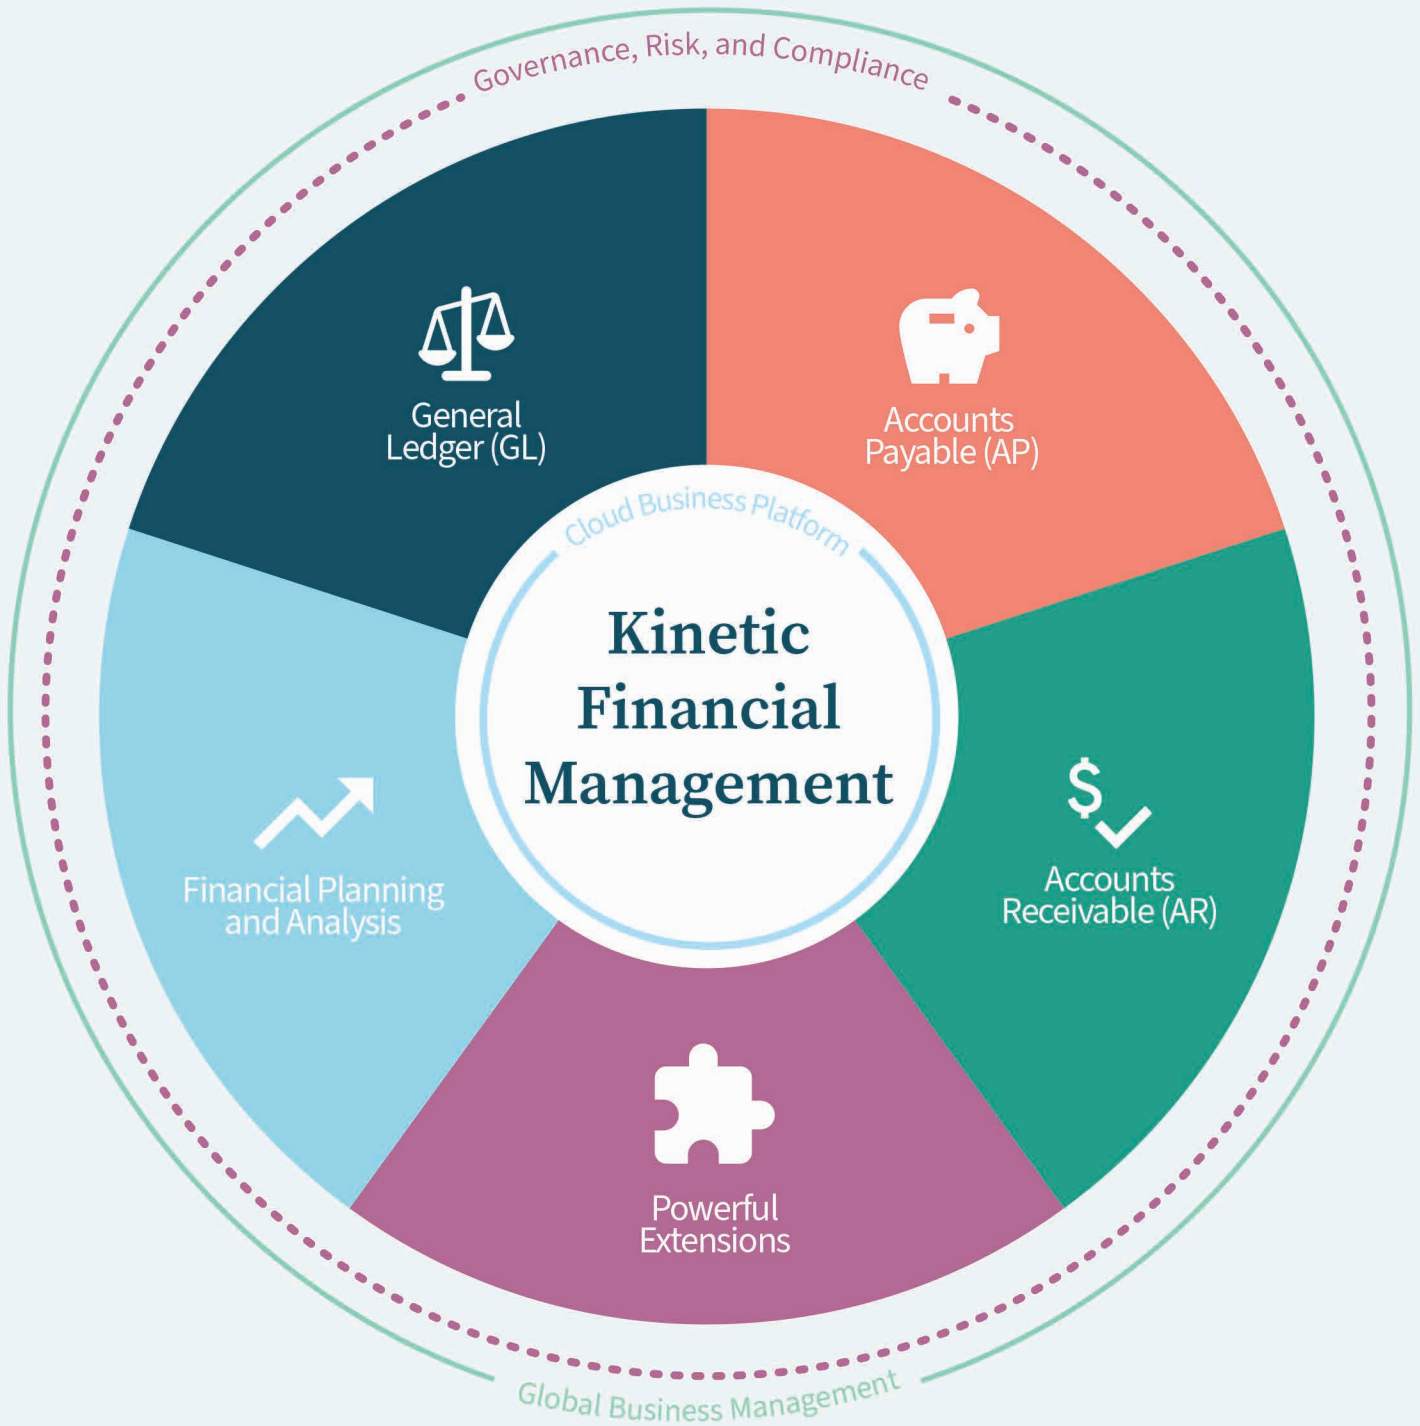 Governance, Risk, and Compliance
General
Ledger (GL)
Accounts
Payable (AP)
Cloud Business Platform
Kinetic
Financial
Management
Financial Planning
and Analysis
Accounts
Receivable (AR)
Powerful
Extensions
Global Business Management